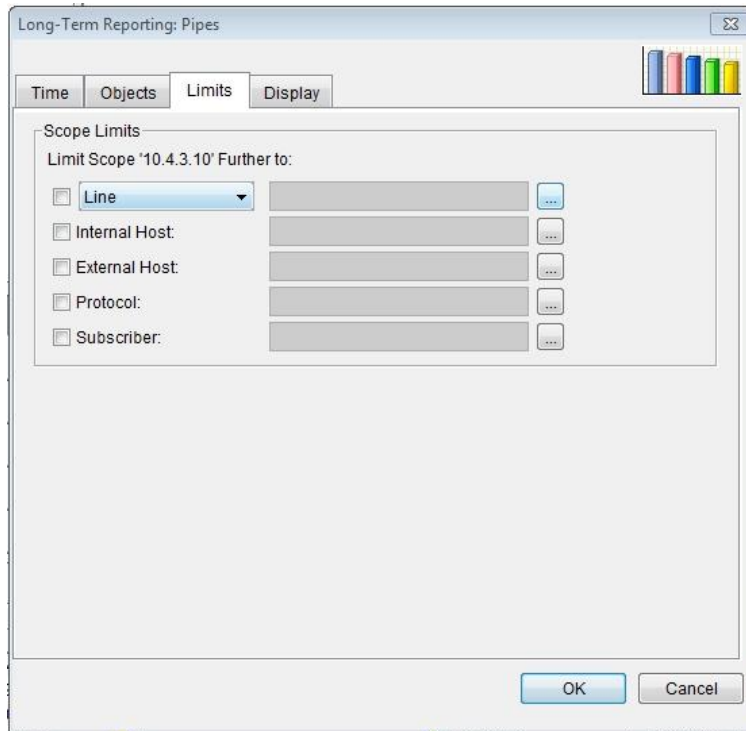 Long-Term Reporting: Pipes
Time Objects Limits Display
Scope Limits
Limit Scope '10.4.3.10' Further to:
Line ...
Internal Host: ...
External Host: ...
Protocol: ...
Subscriber: ...
OK Cancel